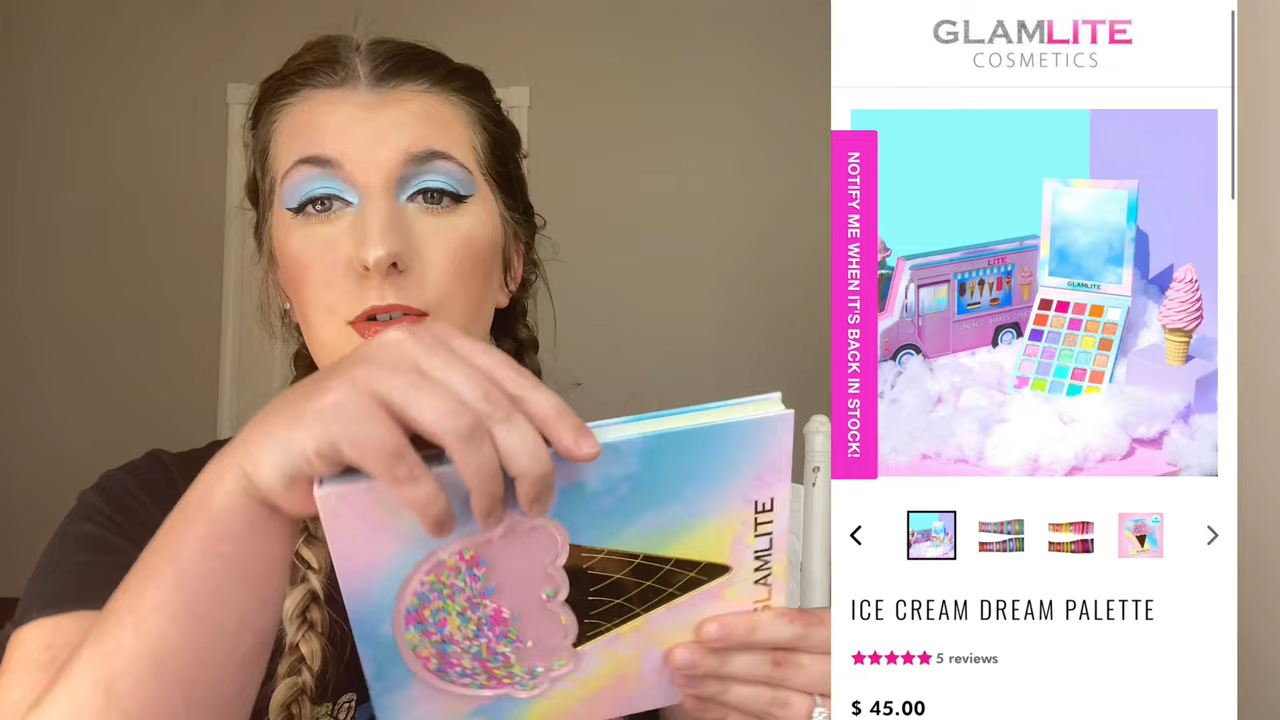 GLAMLITE
GLAMLITE
COSMETICS
NOTIFY ME WHEN IT'S BACK IN STOCK!
LITE
GLAMLITE
ICE CREAM DREAM PALETTE
5 reviews
$ 45.00